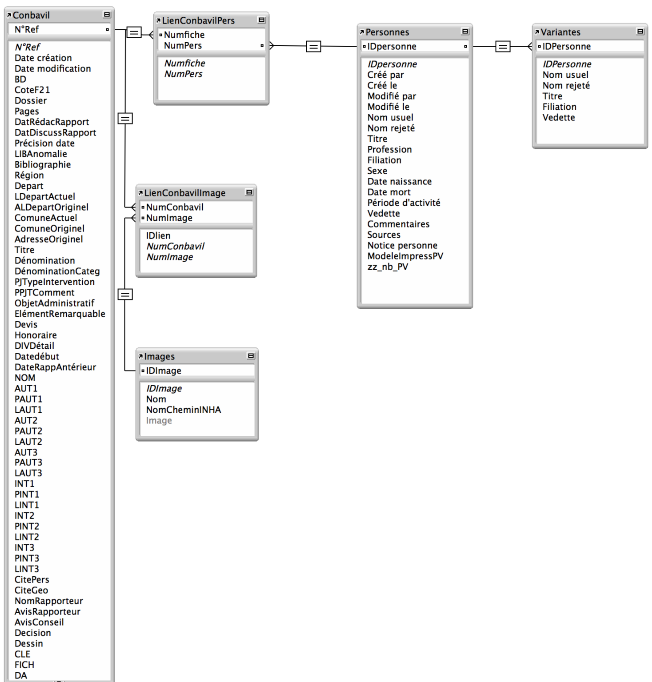 Conbavil
N°Ref
N°Ref
Date création
Date modification
BD
CoteF21
Dossier
Pages
DatRédacRapport
DatDiscussRapport
Précision date
LIBAnomalie
Bibliographie
Région
Depart
LDepartActuel
ALDepartOriginel
ComuneActuel
ComuneOriginel
AdresseOriginel
Titre
Dénomination
DénominationCateg
PJTypeIntervention
PPJTComment
ObjetAdministratif
ElémentRemarquable
Devis
Honoraire
DIVDétail
Datedébut
DateRappAntérieur
NOM
AUT1
PAUT1
LAUT1
AUT2
PAUT2
LAUT2
AUT3
PAUT3
LAUT3
INT1
PINT1
LINT1
INT2
PINT2
LINT2
INT3
PINT3
LINT3
CitePers
CiteGeo
NomRapporteur
AvisRapporteur
AvisConseil
Decision
Dessin
CLE
FICH
DA
LienConbavilPers
Numfiche
NumPers
Numfiche
NumPers
LienConbavilImage
NumConbavil
NumImage
IDlien
NumConbavil
NumImage
Images
IDImage
IDImage
Nom
NomCheminINHA
Image
Personnes
IDpersonne
IDpersonne
Créé par
Créé le
Modifié par
Modifié le
Nom usuel
Nom rejeté
Titre
Profession
Filiation
Sexe
Date naissance
Date mort
Période d'activité
Vedette
Commentaires
Sources
Notice personne
ModeleImpressPV
zz_nb_PV
Variantes
IDPersonne
IDPersonne
Nom usuel
Nom rejeté
Titre
Filiation
Vedette